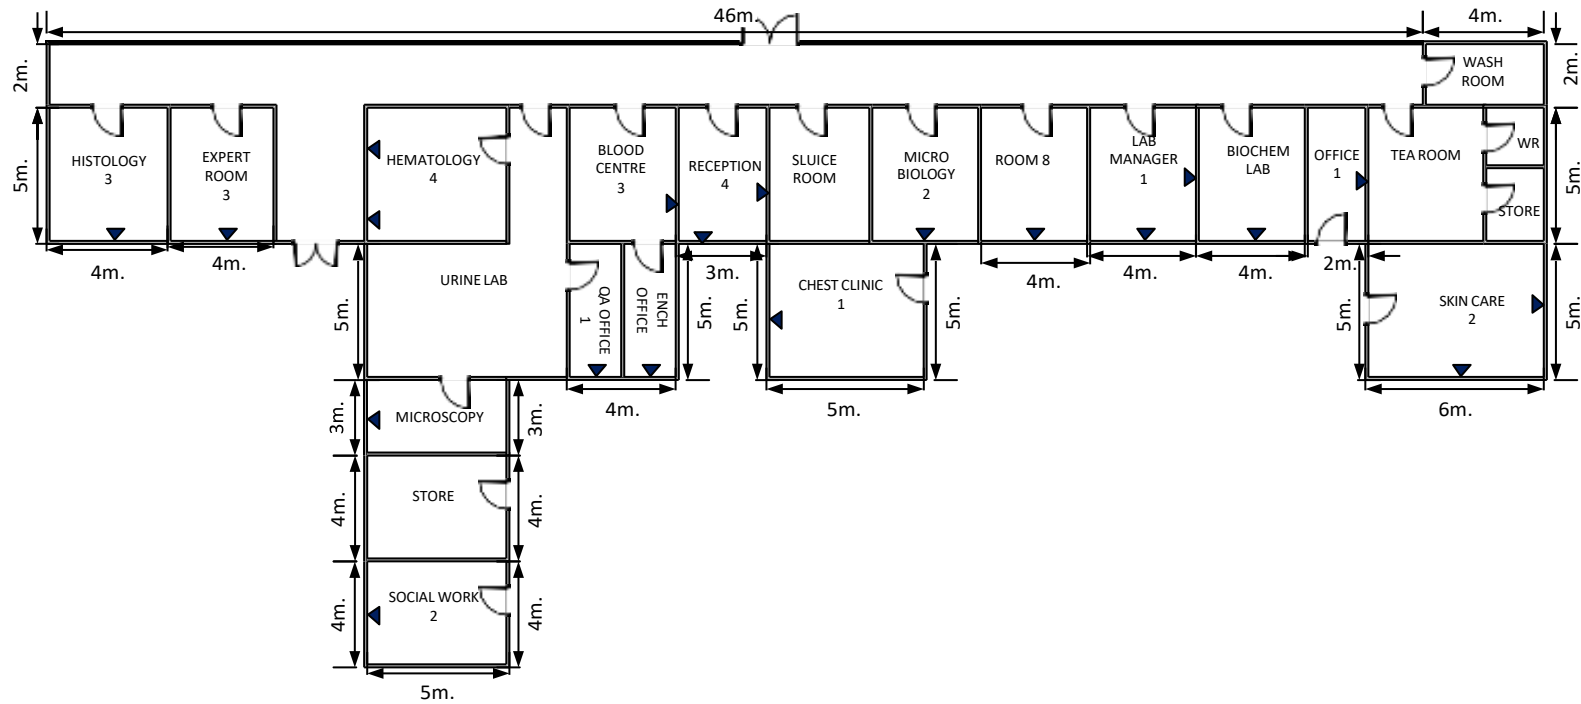 46m.
4m.
2m.
WASH
ROOM
2m.
5m.
HISTOLOGY
3
EXPERT
ROOM
3
HEMATOLOGY
4
BLOOD
CENTRE
3
RECEPTION
4
SLUICE
ROOM
MICRO
BIOLOGY
2
ROOM 8
LAB
MANAGER
1
BIOCHEM
LAB
OFFICE
1
TEA ROOM
WR
STORE
5m.
4m.
4m.
3m.
4m.
4m.
4m.
2m.
5m.
URINE LAB
QA OFFICE
1
ENCH
OFFICE
5m.
5m.
CHEST CLINIC
1
5m.
5m.
SKIN CARE
2
5m.
4m.
5m.
6m.
3m.
MICROSCOPY
3m.
4m.
STORE
4m.
4m.
SOCIAL WORK
2
4m.
5m.